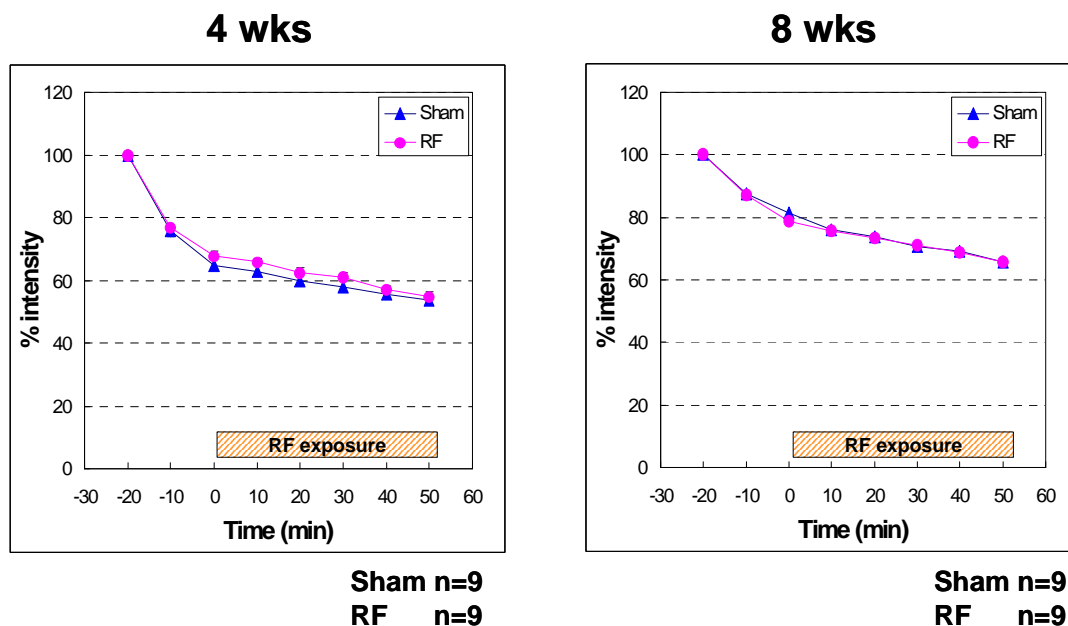 4 wks
120
100
80
60
40
20
0
% intensity
Sham
RF
RF exposure
-30 -20 -10 0 10 20 30 40 50 60
Time (min)
Sham n=9
RF n=9
8 wks
120
100
80
60
40
20
0
% intensity
Sham
RF
RF exposure
-30 -20 -10 0 10 20 30 40 50 60
Time (min)
Sham n=9
RF n=9